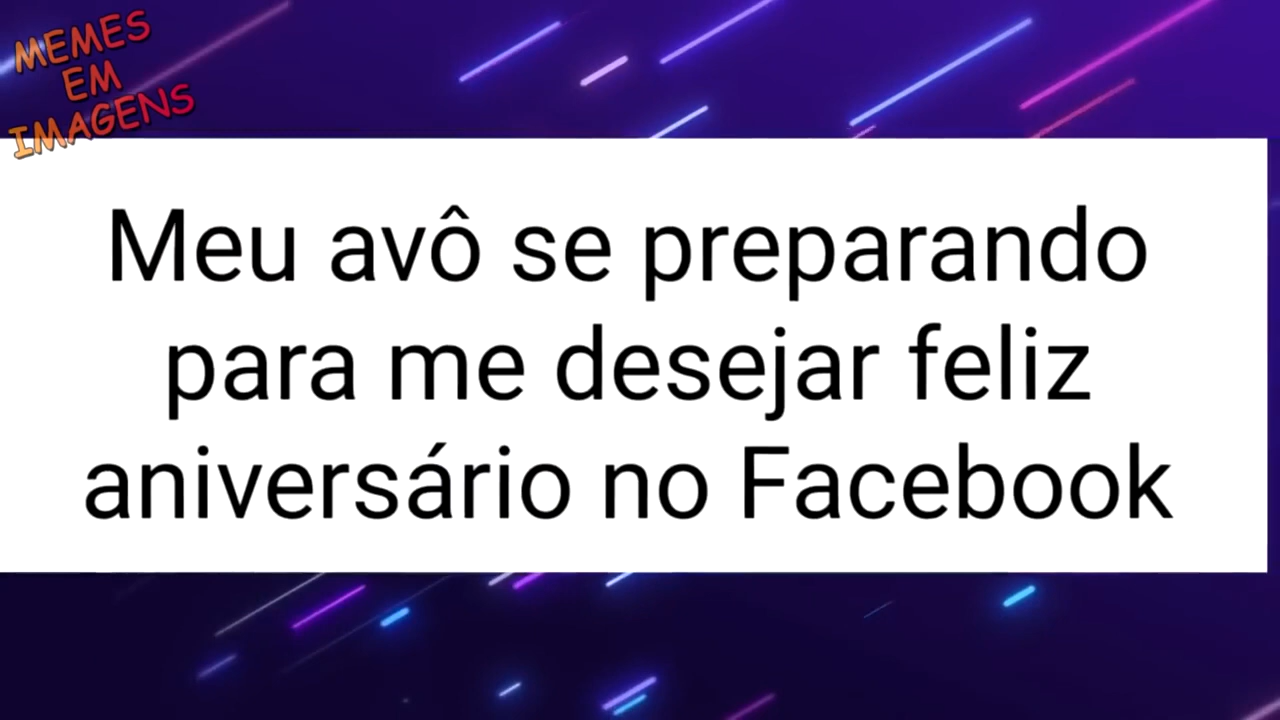 MEMES
EM
IMAGENS
Meu avô se preparando
para me desejar feliz
aniversário no Facebook